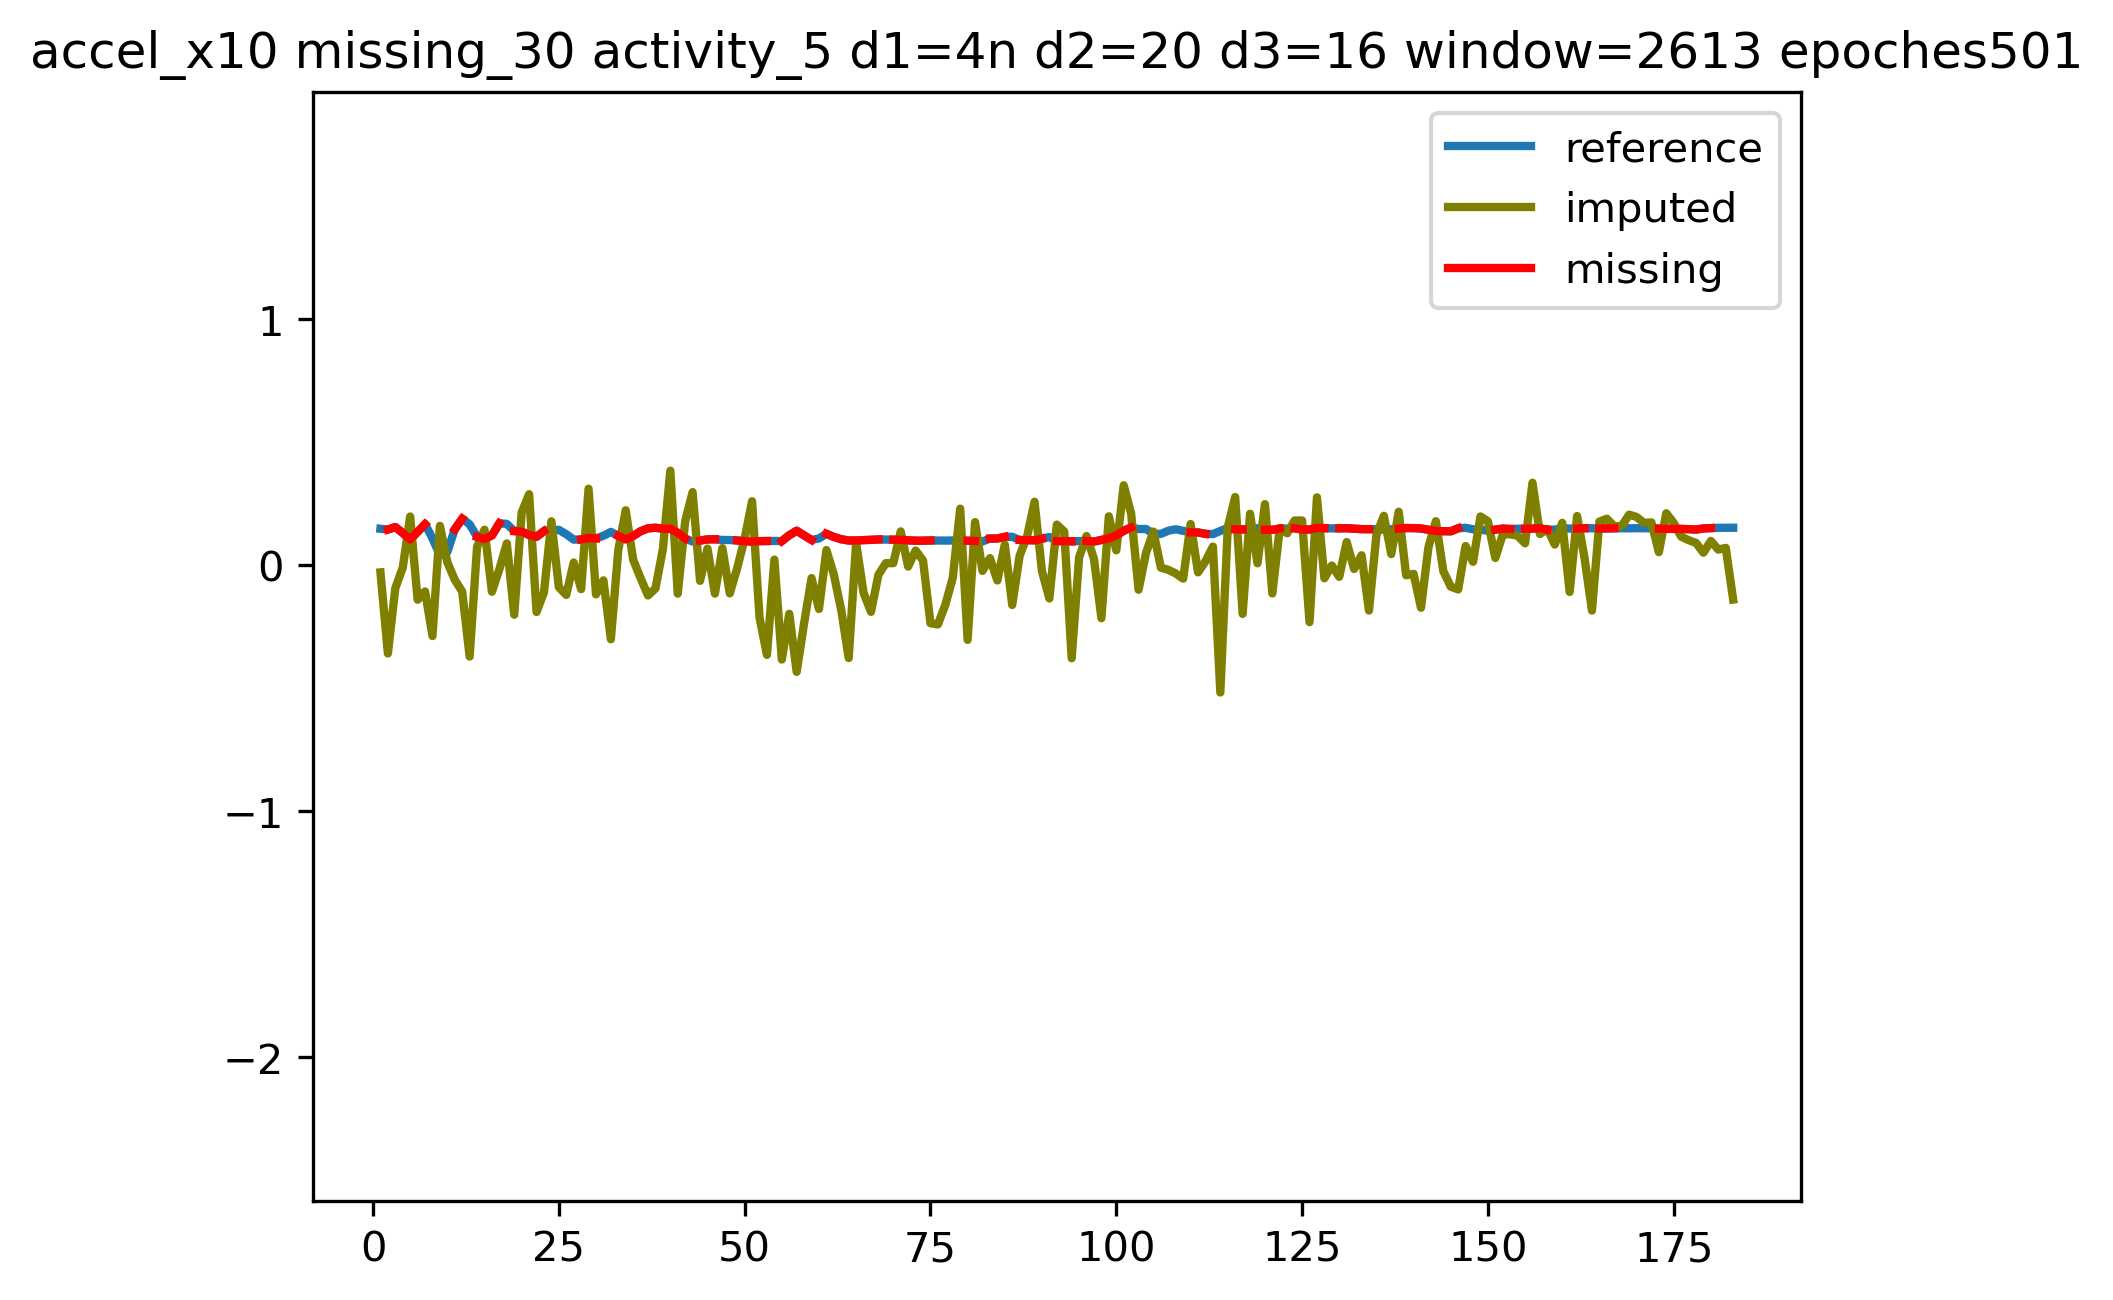 accel_x10 missing_30 activity_5 d1=4n d2=20 d3=16 window=2613 epoches501
reference
imputed
missing
1
0
−1
−2
0 25 50 75 100 125 150 175